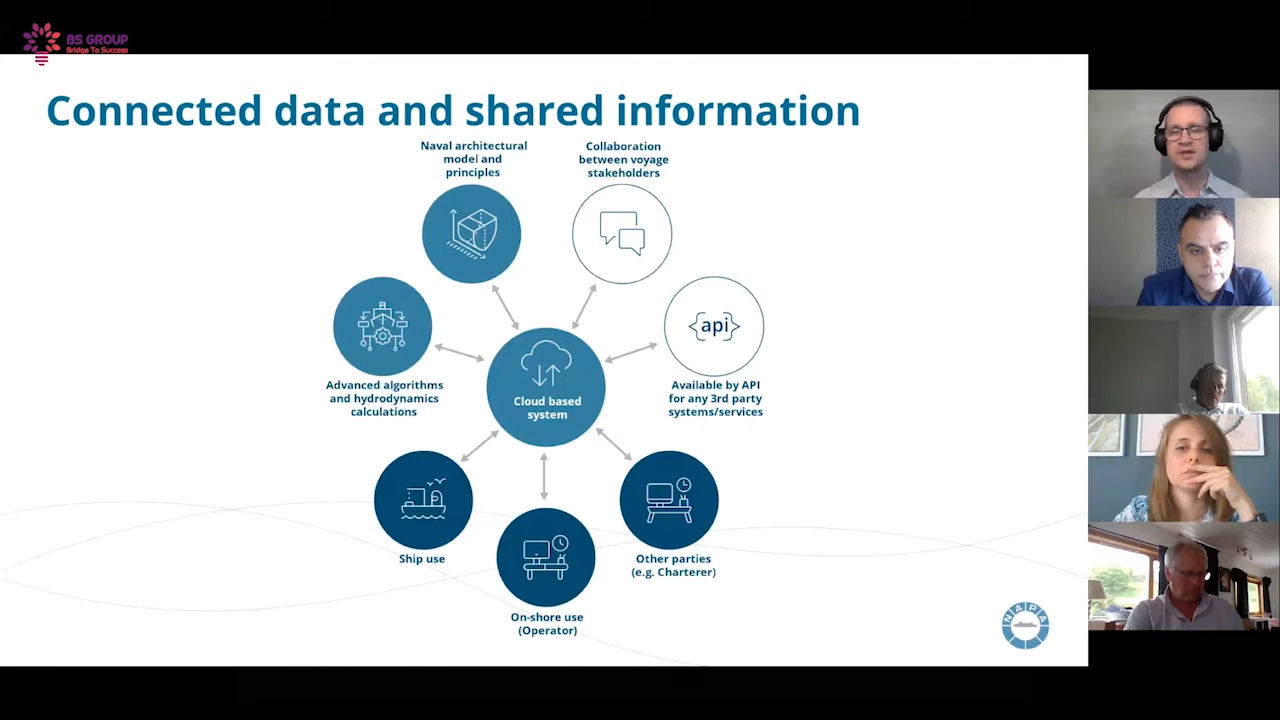 BS GROUP
Bridge To Success
Connected data and shared information
Naval architectural
model and
principles
Collaboration
between voyage
stakeholders
<{api}>
Advanced algorithms
and hydrodynamics
calculations
Cloud based
system
Available by API
for any 3rd party
systems/services
Ship use
Other parties
(e.g. Charterer)
On-shore use
(Operator)
NAPA